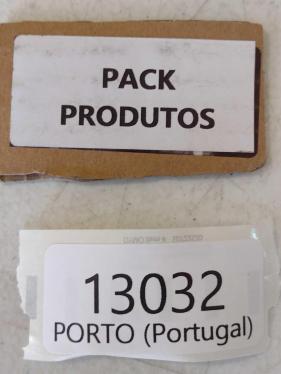 PACK
PRODUTOS
13032
PORTO (Portugal)